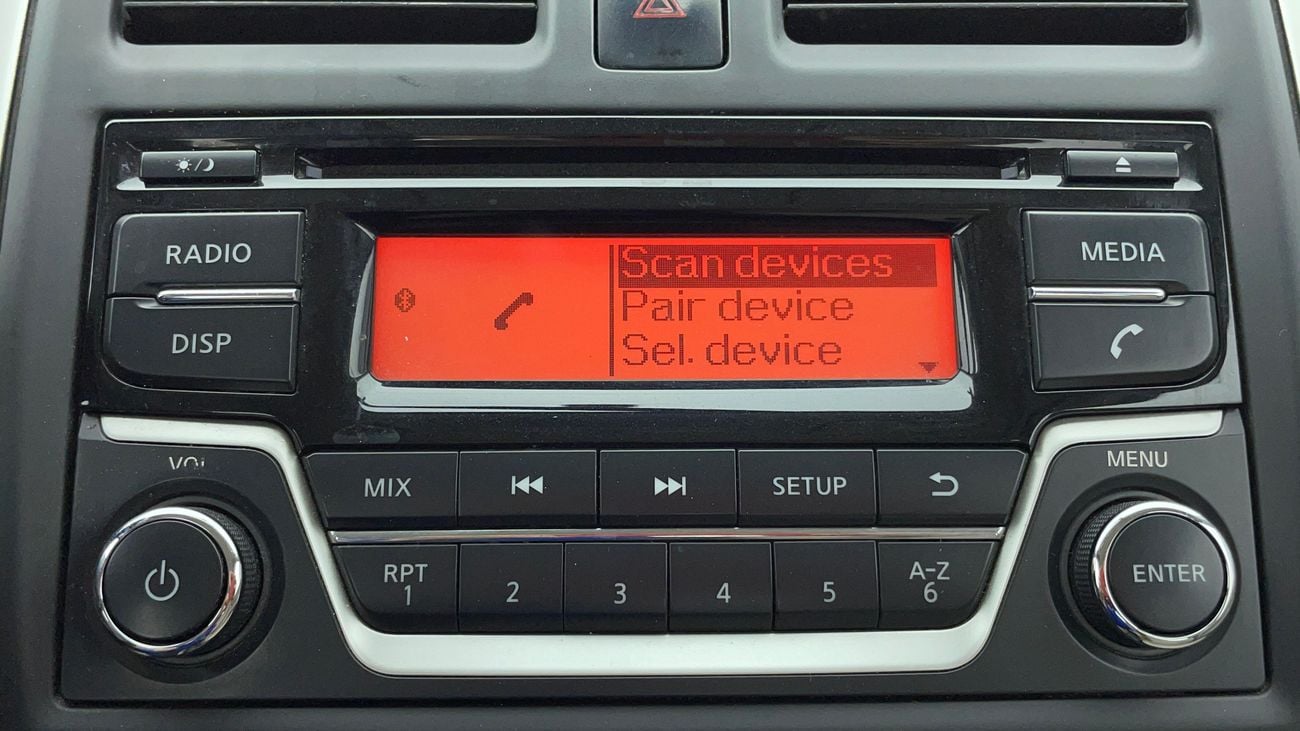 RADIO
DISP
Scan devices
Pair device
Sel. device
MEDIA
VOL
MENU
MIX
SETUP
RPT
1
2
3
4
5
A-Z
6
ENTER